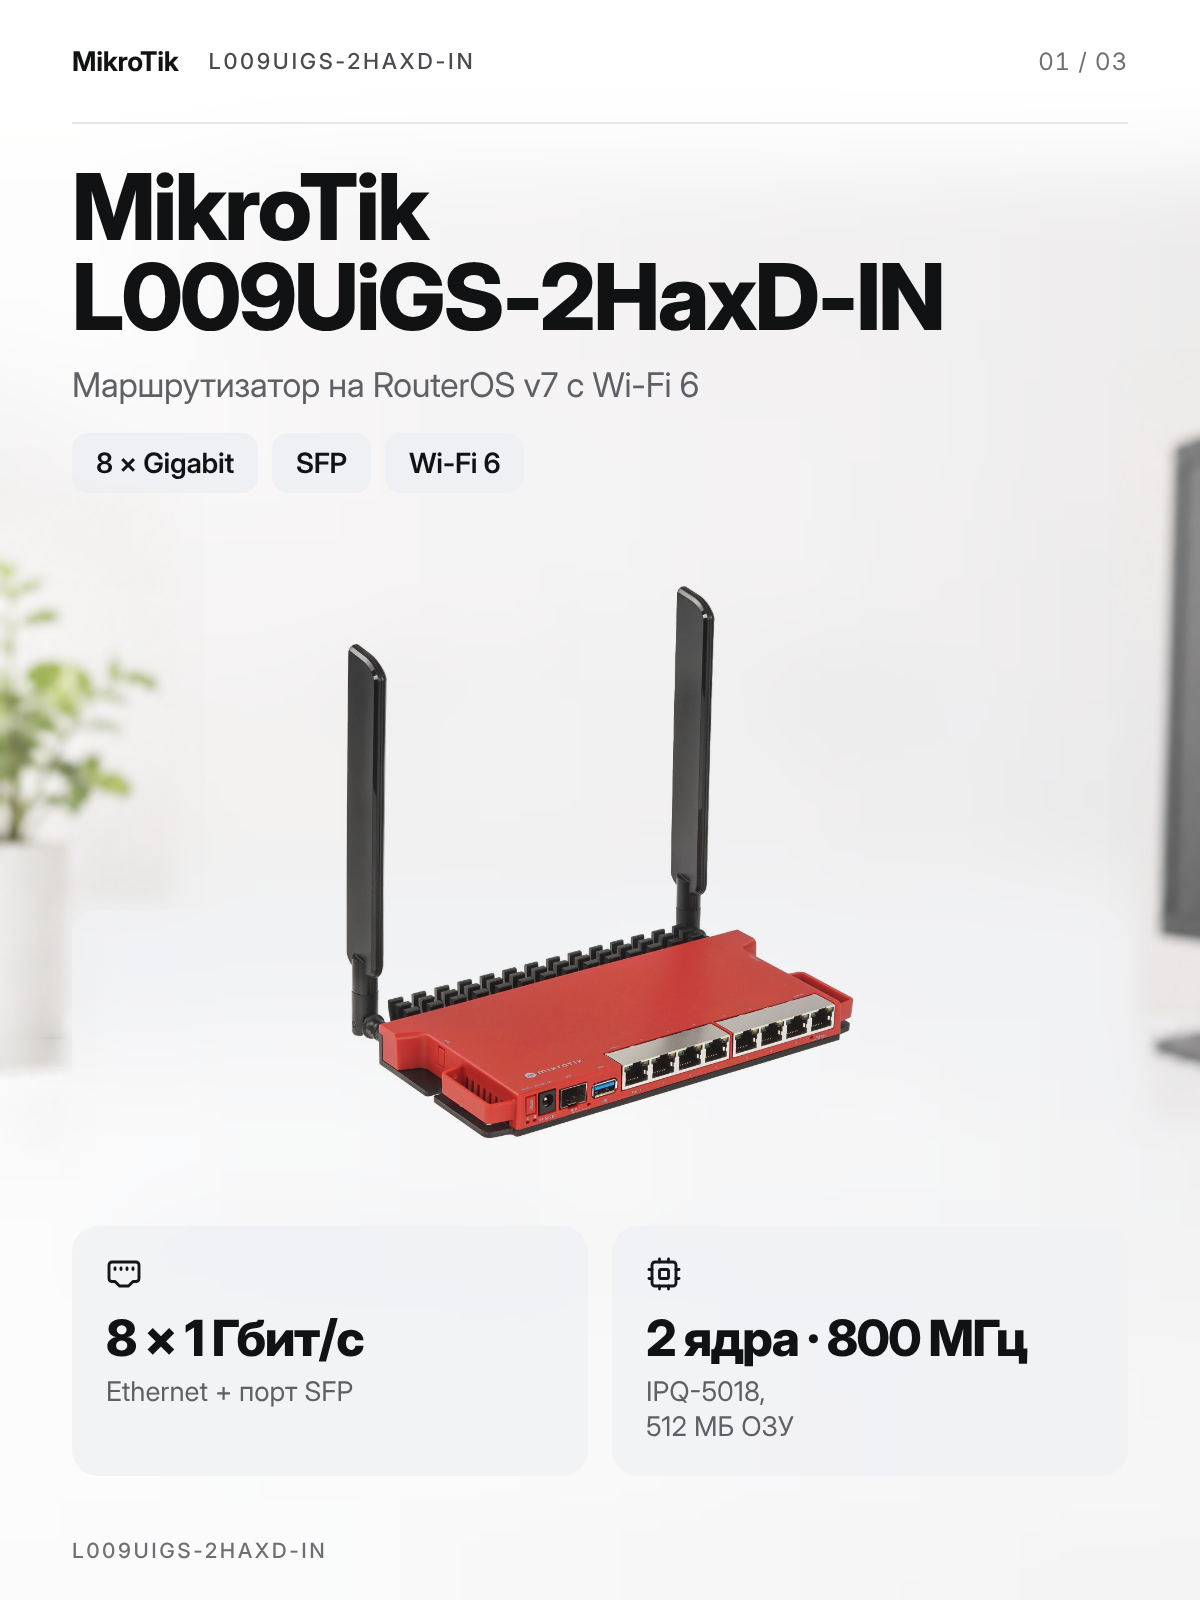 MikroTik L009UIGS-2HAXD-IN 01 / 03
MikroTik
L009UiGS-2HaxD-IN
Маршрутизатор на RouterOS v7 с Wi-Fi 6
8 × Gigabit SFP Wi-Fi 6
mikroTik
8 × 1 Гбит/с
Ethernet + порт SFP
2 ядра · 800 МГц
IPQ-5018,
512 МБ ОЗУ
L009UIGS-2HAXD-IN